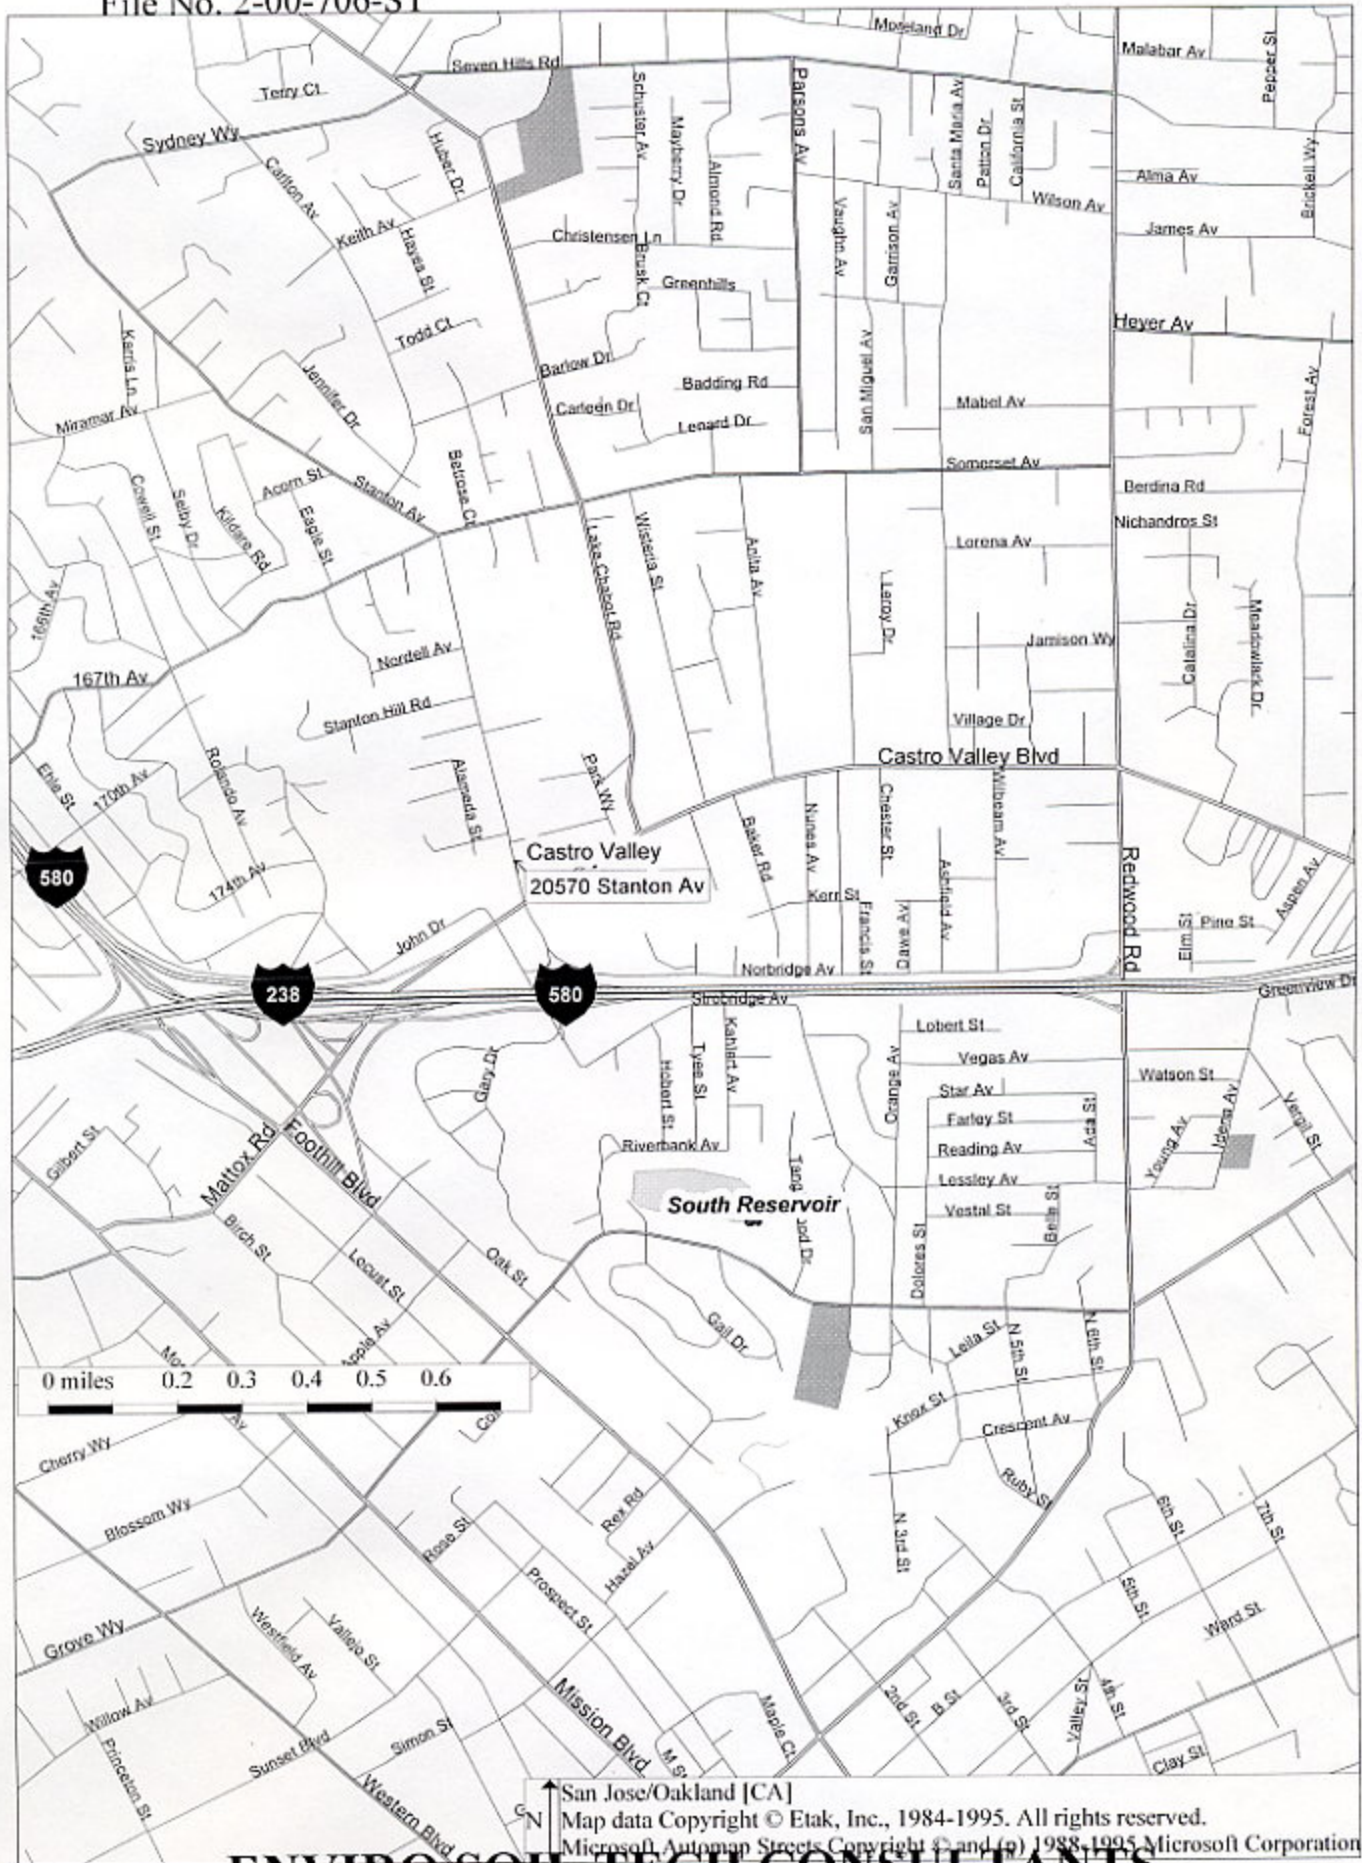 File No. 2-00-706-ST
Moreland Dr
Malabar Av
Pepper St
Seven Hills Rd
Terry Ct
Parsons Av
Schuster Av
Santa Maria Av
Patton Dr
California St
Sydney Wy
Huber Dr
Mayberry Dr
Almond Rd
Brickell Wy
Carlton Av
Alma Av
Wilson Av
Keith Av
Hayes St
Christensen Ln
Vaughn Av
Garrison Av
James Av
Brusk Ct
Greenhills
Karris Ln
Todd Ct
Heyer Av
Jennifer Dr
Barlow Dr
Badding Rd
San Miguel Av
Forest Av
Miramar Av
Carleen Dr
Lenard Dr
Mabel Av
Somerset Av
Betrose Ct
Cowell St
Selby Dr
Acorn St
Stanton Av
Berdina Rd
Kildare Rd
Eagle St
Nichandros St
Lake Chabot Rd
Wisteria St
Anita Av
Lorena Av
166th Av
Leroy Dr
Catalina Dr
Meadowlark Dr
Nordell Av
Jamison Wy
167th Av
Stanton Hill Rd
Village Dr
Castro Valley Blvd
Ehle St
170th Av
Rolando Av
Alameda St
Park Wy
Chester St
Wilbeam Av
Baker Rd
Nunes Av
Castro Valley
20570 Stanton Av
580
174th Av
Redwood Rd
Ashfield Av
Aspen Av
Kerr St
Francis St
Dawe Av
Elm St
Pine St
John Dr
Norbridge Av
238
580
Strobridge Av
Greenview Dr
Lobert St
Kahlert Av
Tyee St
Hobert St
Orange Av
Vegas Av
Gary Dr
Watson St
Star Av
Idena Av
Vergil St
Farley St
Ada St
Young Av
Gilbert St
Mattox Rd
Foothill Blvd
Riverbank Av
Reading Av
Tang
ood Dr
Lessley Av
South Reservoir
Vestal St
Belle St
Birch St
Locust St
Oak St
Dolores St
Gail Dr
Leila St
N 5th St
N 6th St
Apple Av
0 miles 0.2 0.3 0.4 0.5 0.6
Knox St
Crescent Av
Cherry Wy
Ruby St
Blossom Wy
Rose St
Rex Rd
Hazel Av
N 3rd St
6th St
7th St
Prospect St
5th St
Ward St
Grove Wy
Westfield Av
Vallejo St
Willow Av
Princeton St
Sunset Blvd
Simon St
Mission Blvd
Maple Ct
M St
2nd St
B St
3rd St
Valley St
4th St
Clay St
Western Blvd
N
San Jose/Oakland [CA]
Map data Copyright © Etak, Inc., 1984-1995. All rights reserved.
Microsoft Automap Streets Copyright © and (p) 1988-1995 Microsoft Corporation
ENVIRO SOIL TECH CONSULTANTS